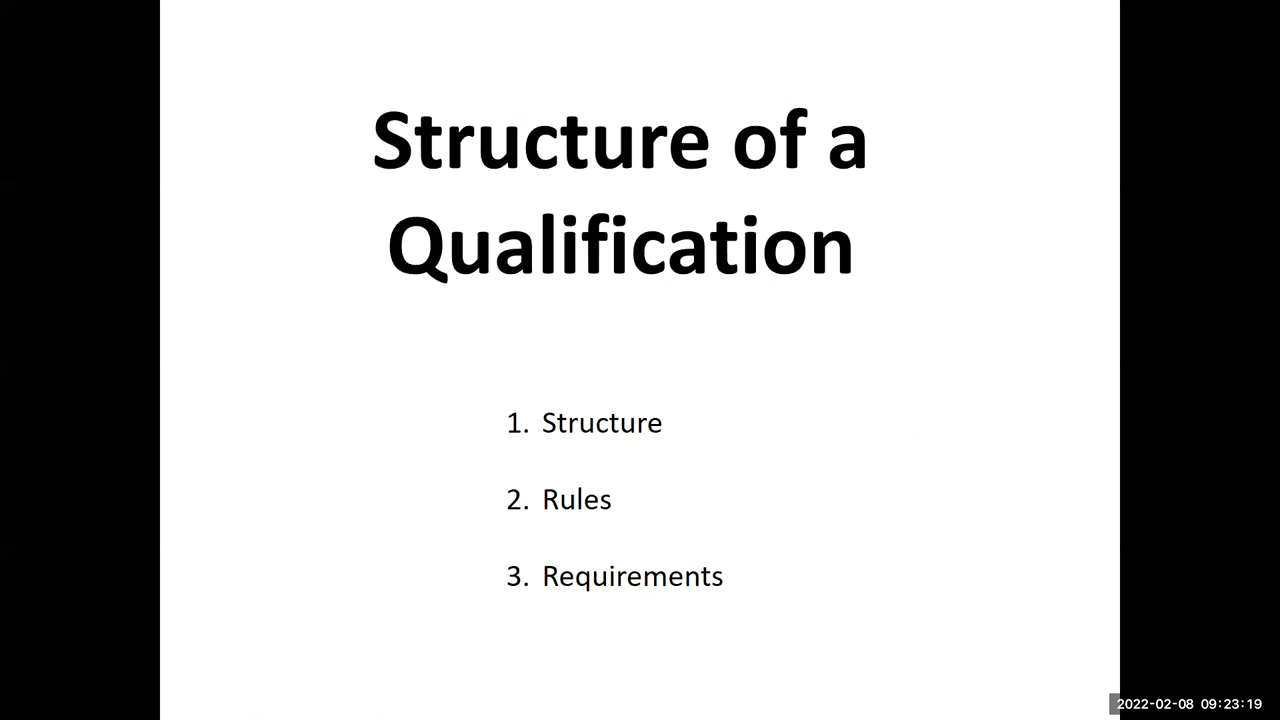 Structure of a
Qualification
1. Structure
2. Rules
3. Requirements
2022-02-08 09:23:19